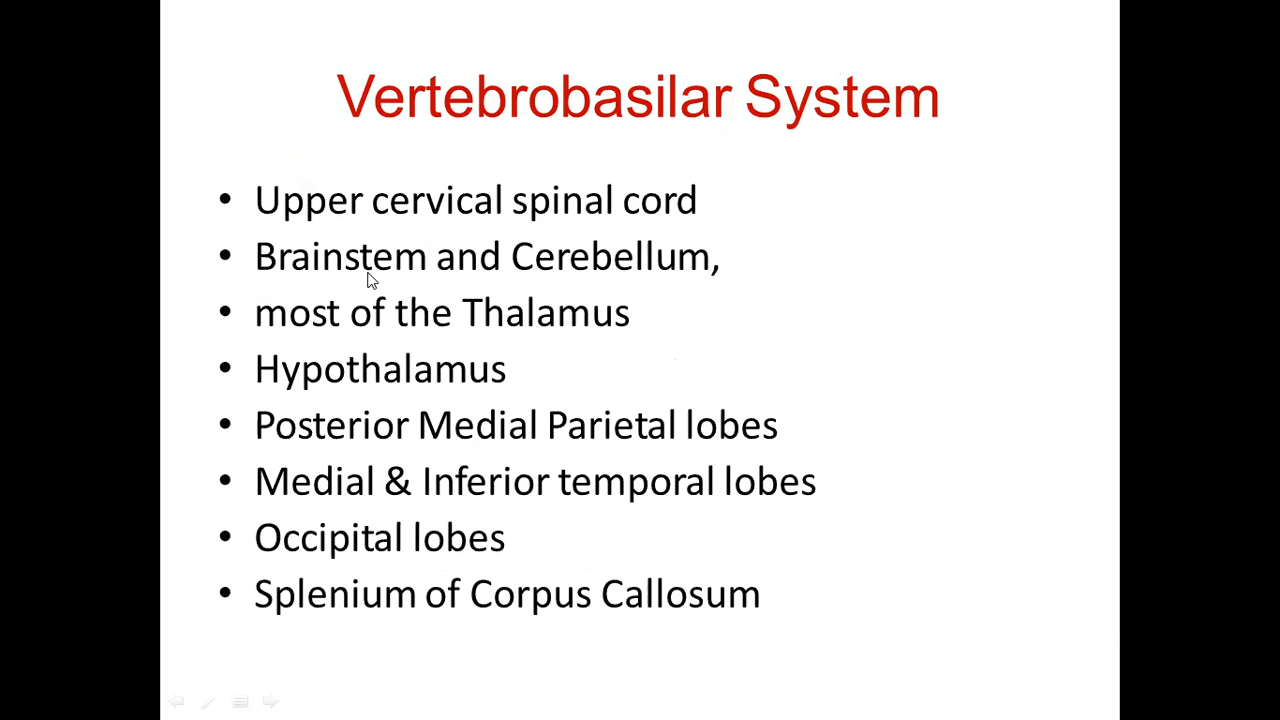 Vertebrobasilar System
• Upper cervical spinal cord
• Brainstem and Cerebellum,
• most of the Thalamus
• Hypothalamus
• Posterior Medial Parietal lobes
• Medial & Inferior temporal lobes
• Occipital lobes
• Splenium of Corpus Callosum